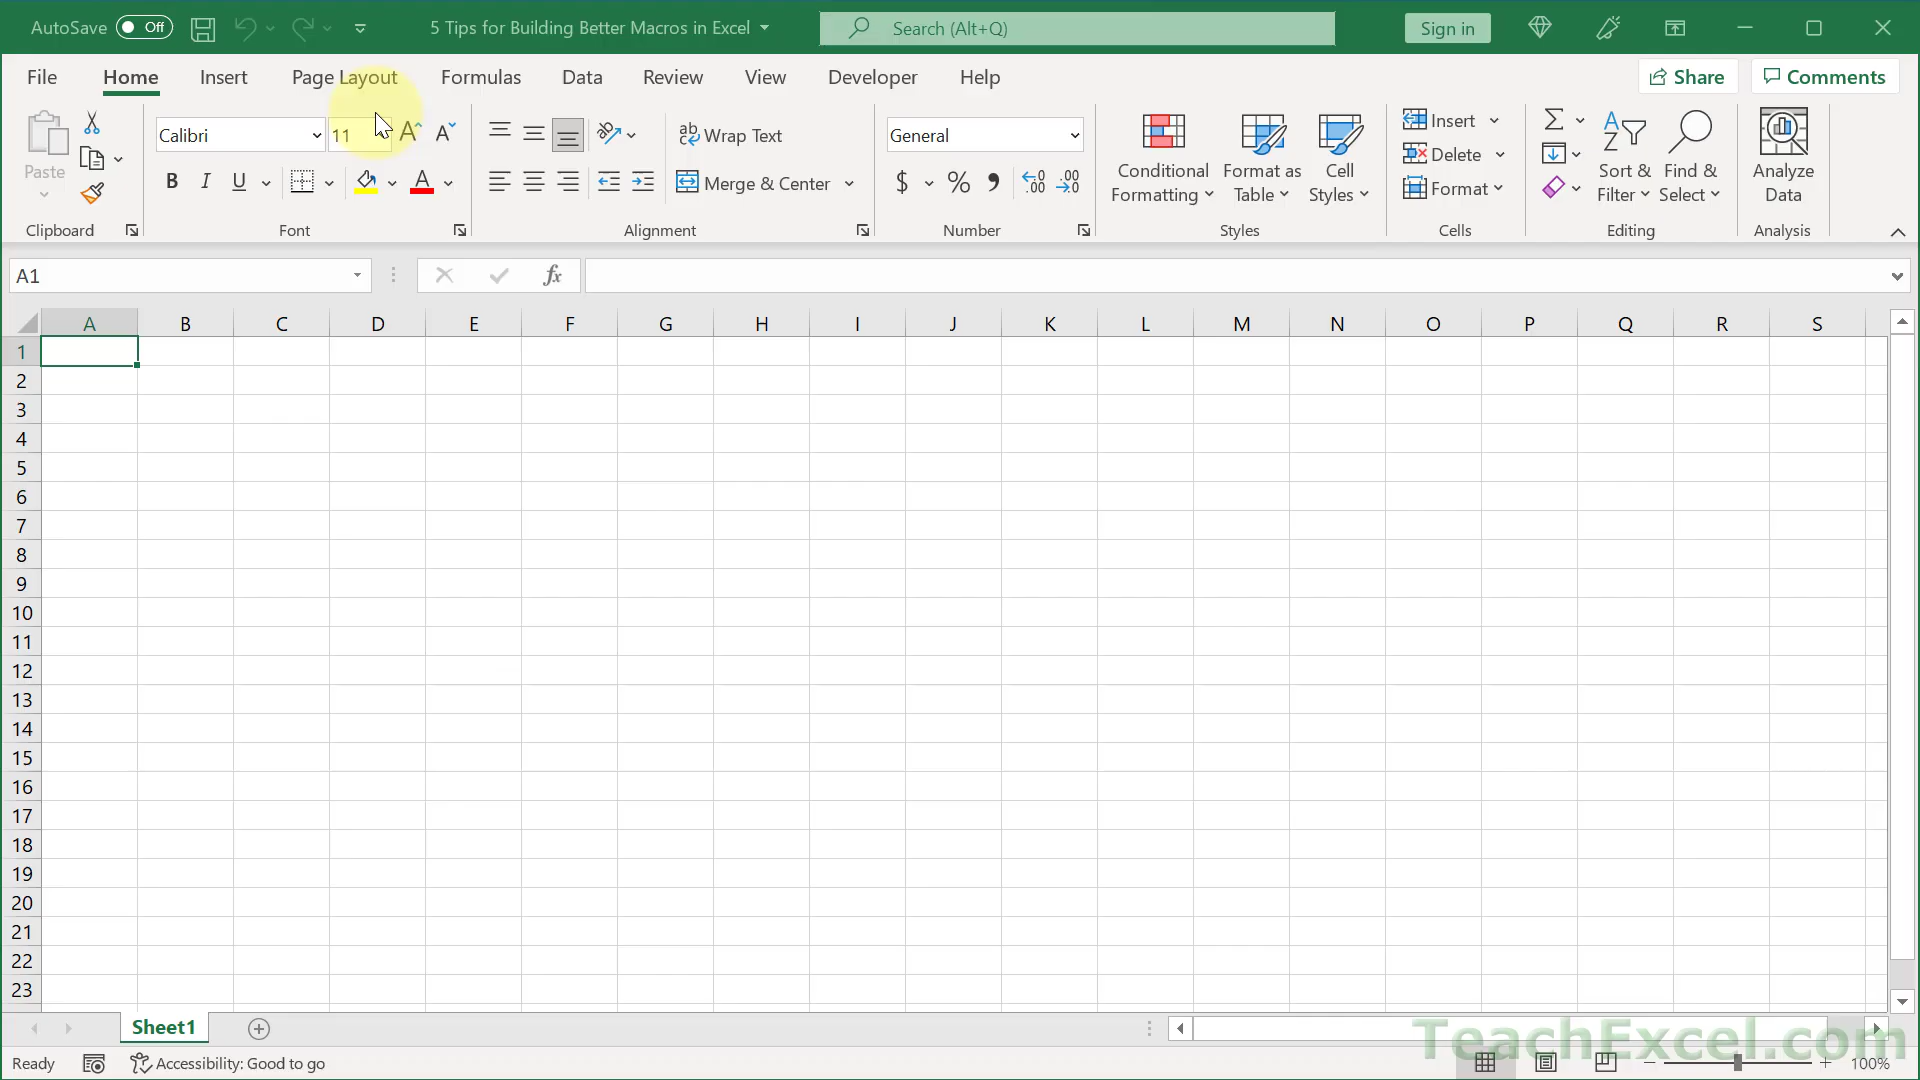 AutoSave Off 5 Tips for Building Better Macros in Excel Search (Alt+Q) Sign in
File Home Insert Page Layout Formulas Data Review View Developer Help Share Comments
Calibri 11 ab Wrap Text General Insert
Paste Conditional Format as Cell Delete Sort & Find & Analyze
B I U A Merge & Center $ % Formatting Table Styles Format Filter Select Data
Clipboard Font Alignment Number Styles Cells Editing Analysis
A1 fx
A B C D E F G H I J K L M N O P Q R S
1
2
3
4
5
6
7
8
9
10
11
12
13
14
15
16
17
18
19
20
21
22
23
Sheet1
TeachExcel.com
Ready Accessibility: Good to go 100%